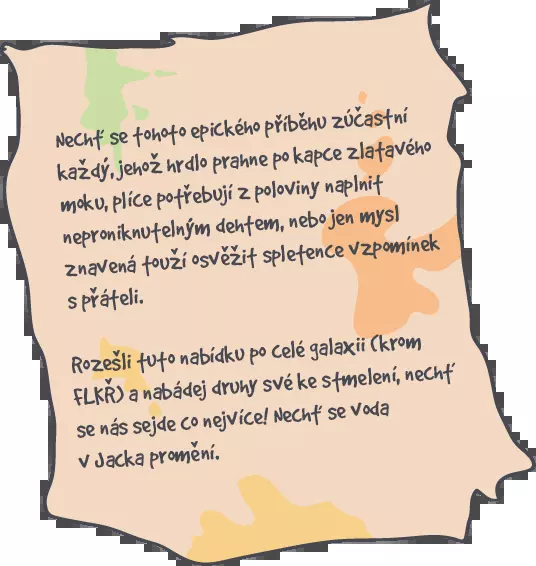 Nechť se tohoto epického příběhu zúčastní
každý, jehož hrdlo prahne po kapce zlatavého
moku, plíce potřebují z poloviny naplnit
neproniknutelným dehtem, nebo jen mysl
znavená touží osvěžit spletence vzpomínek
s přáteli.
Rozešli tuto nabídku po celé galaxii (krom
FLKŘ) a nabádej druhy své ke stmelení, nechť
se nás sejde co nejvíce! Nechť se voda
v Jacka promění.